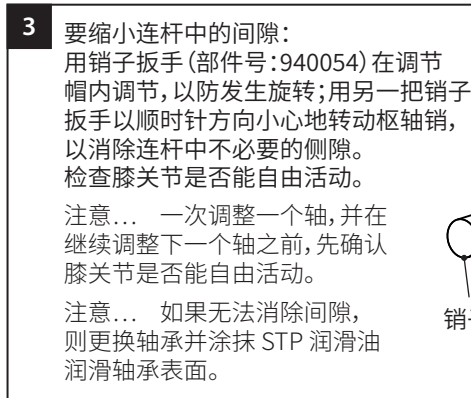 3
要缩小连杆中的间隙：
用销子扳手（部件号：940054）在调节
帽内调节，以防发生旋转；用另一把销子
扳手以顺时针方向小心地转动枢轴销，
以消除连杆中不必要的侧隙。
检查膝关节是否能自由活动。
注意... 一次调整一个轴，并在
继续调整下一个轴之前，先确认
膝关节是否能自由活动。
注意... 如果无法消除间隙，
则更换轴承并涂抹 STP 润滑油
润滑轴承表面。
销